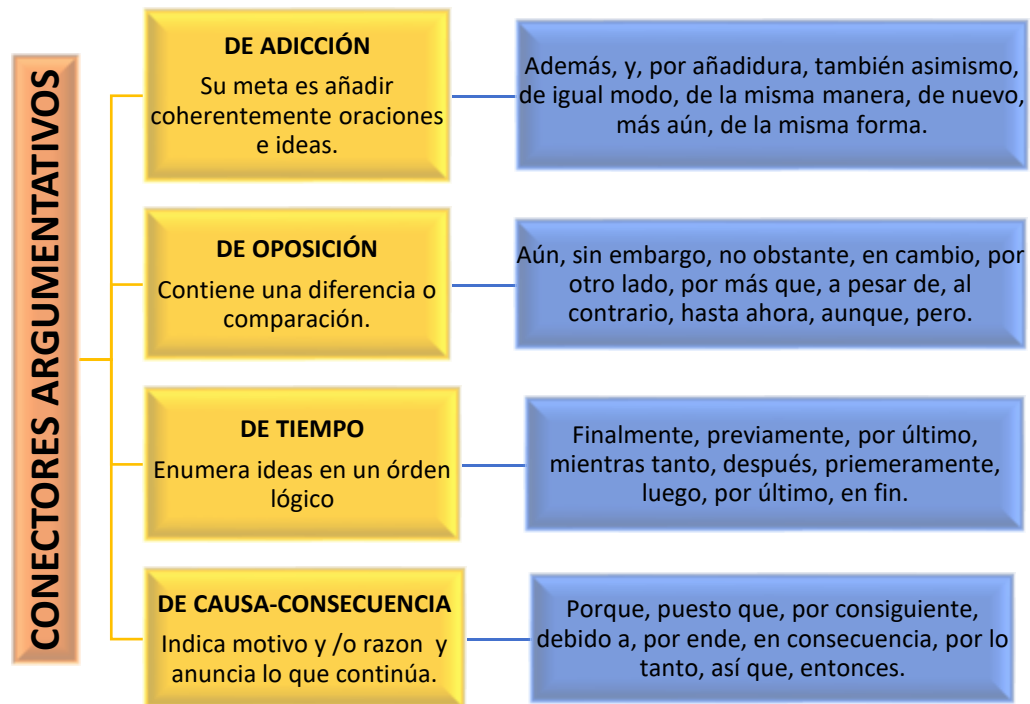 CONECTORES ARGUMENTATIVOS
DE ADICCIÓN
Su meta es añadir
coherentemente oraciones
e ideas.
Además, y, por añadidura, también asimismo,
de igual modo, de la misma manera, de nuevo,
más aún, de la misma forma.
DE OPOSICIÓN
Contiene una diferencia o
comparación.
Aún, sin embargo, no obstante, en cambio, por
otro lado, por más que, a pesar de, al
contrario, hasta ahora, aunque, pero.
DE TIEMPO
Enumera ideas en un órden
lógico
Finalmente, previamente, por último,
mientras tanto, después, priemeramente,
luego, por último, en fin.
DE CAUSA-CONSECUENCIA
Indica motivo y /o razon y
anuncia lo que continúa.
Porque, puesto que, por consiguiente,
debido a, por ende, en consecuencia, por lo
tanto, así que, entonces.